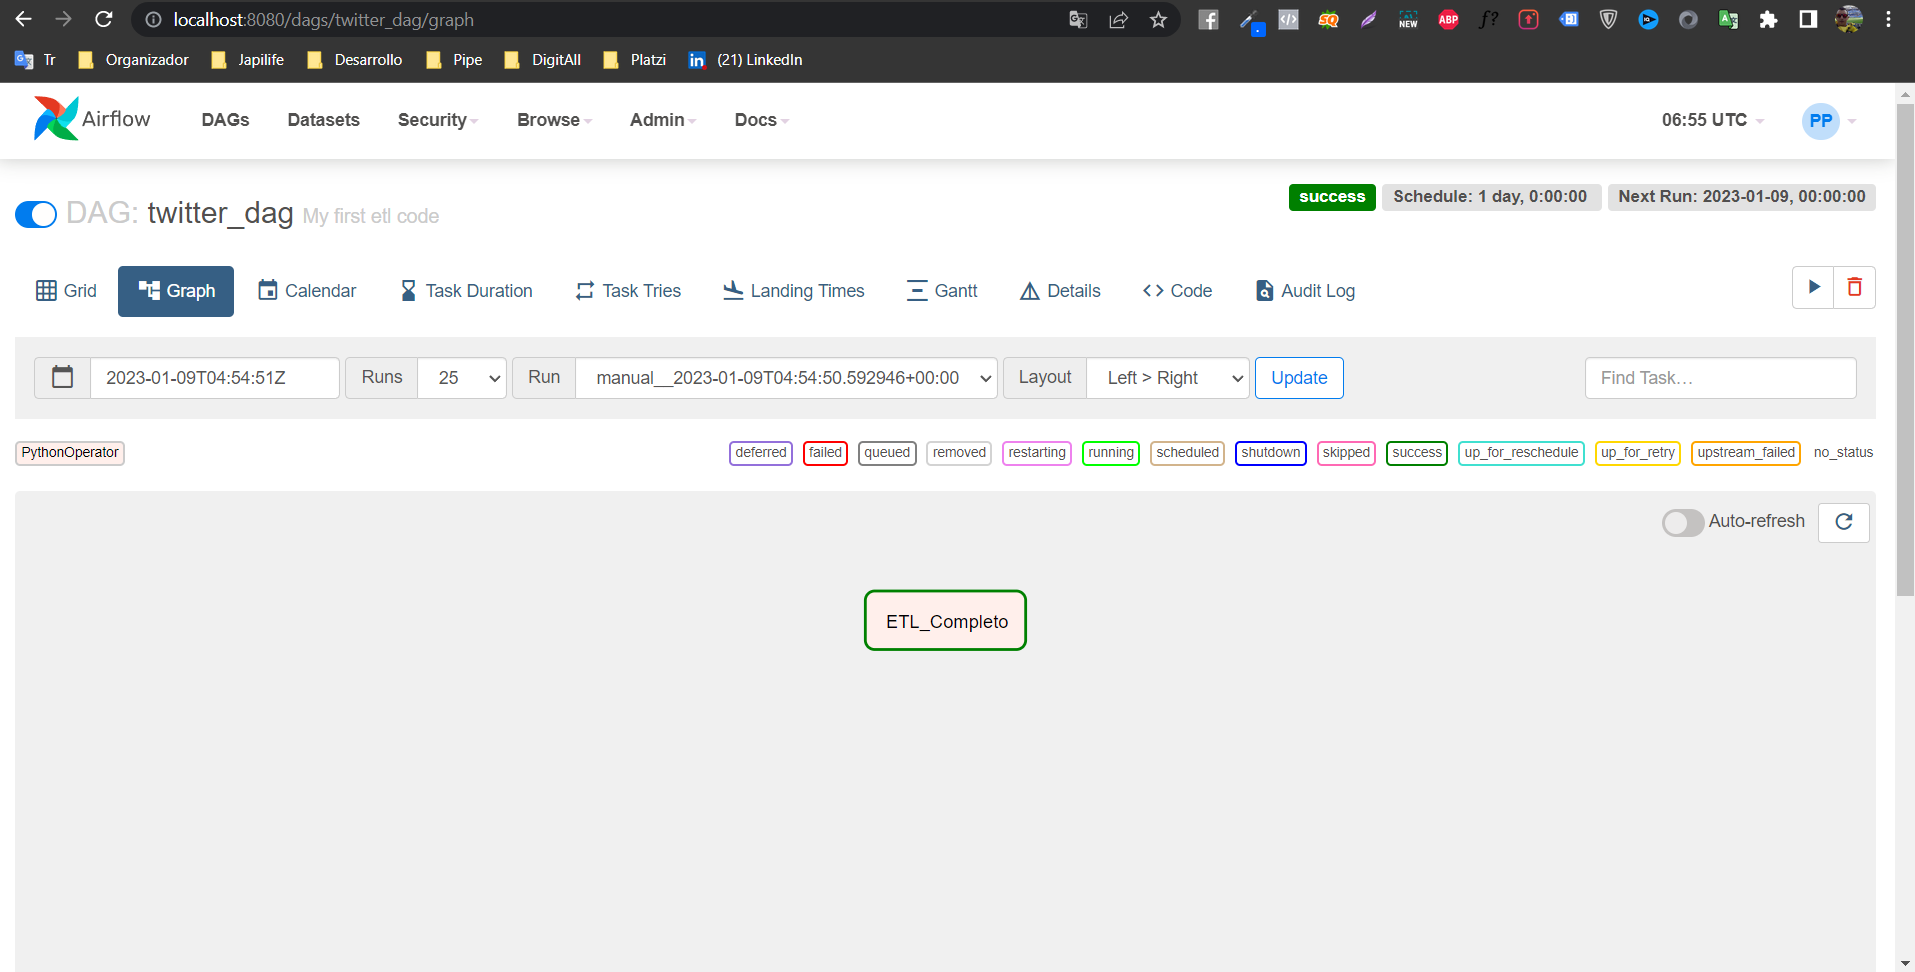 localhost:8080/dags/twitter_dag/graph
Tr Organizador Japilife Desarrollo Pipe DigitAll Platzi in (21) LinkedIn
Airflow DAGs Datasets Security Browse Admin Docs 06:55 UTC PP
DAG: twitter_dag My first etl code success Schedule: 1 day, 0:00:00 Next Run: 2023-01-09, 00:00:00
Grid Graph Calendar Task Duration Task Tries Landing Times Gantt Details Code Audit Log
2023-01-09T04:54:51Z Runs 25 Run manual__2023-01-09T04:54:50.592946+00:00 Layout Left > Right Update Find Task...
PythonOperator deferred failed queued removed restarting running scheduled shutdown skipped success up_for_reschedule up_for_retry upstream_failed no_status
Auto-refresh
ETL_Completo